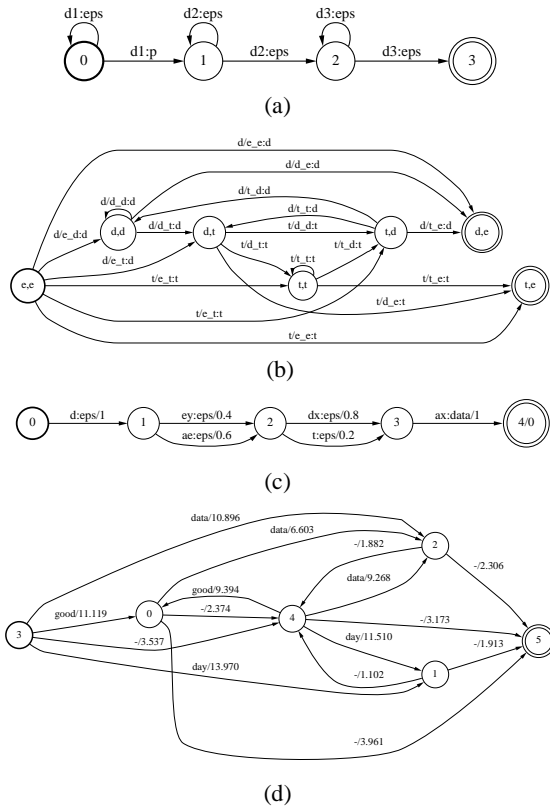 d1:eps d2:eps d3:eps
0 d1:p 1 d2:eps 2 d3:eps 3
(a)
d/e_e:d
d/d_e:d
d/d_d:d d/t_d:d
d/t_t:d
d/e_d:d d,d d/d_t:d d,t t/d_d:t t,d d/t_e:d d,e
t/t_t:t
d/e_t:d t/d_t:t t/t_d:t
e,e t/e_t:t t,t t/t_e:t t,e
t/d_e:t
t/e_d:t
t/e_e:t
(b)
0 d:eps/1 1 ey:eps/0.4 2 dx:eps/0.8 3 ax:data/1 4/0
ae:eps/0.6 t:eps/0.2
(c)
data/10.896
data/6.603 -/1.882 2
good/9.394 data/9.268 -/2.306
good/11.119 0 -/2.374 4 -/3.173
3 -/3.537 day/11.510 -/1.913 5
day/13.970 -/1.102 1
-/3.961
(d)